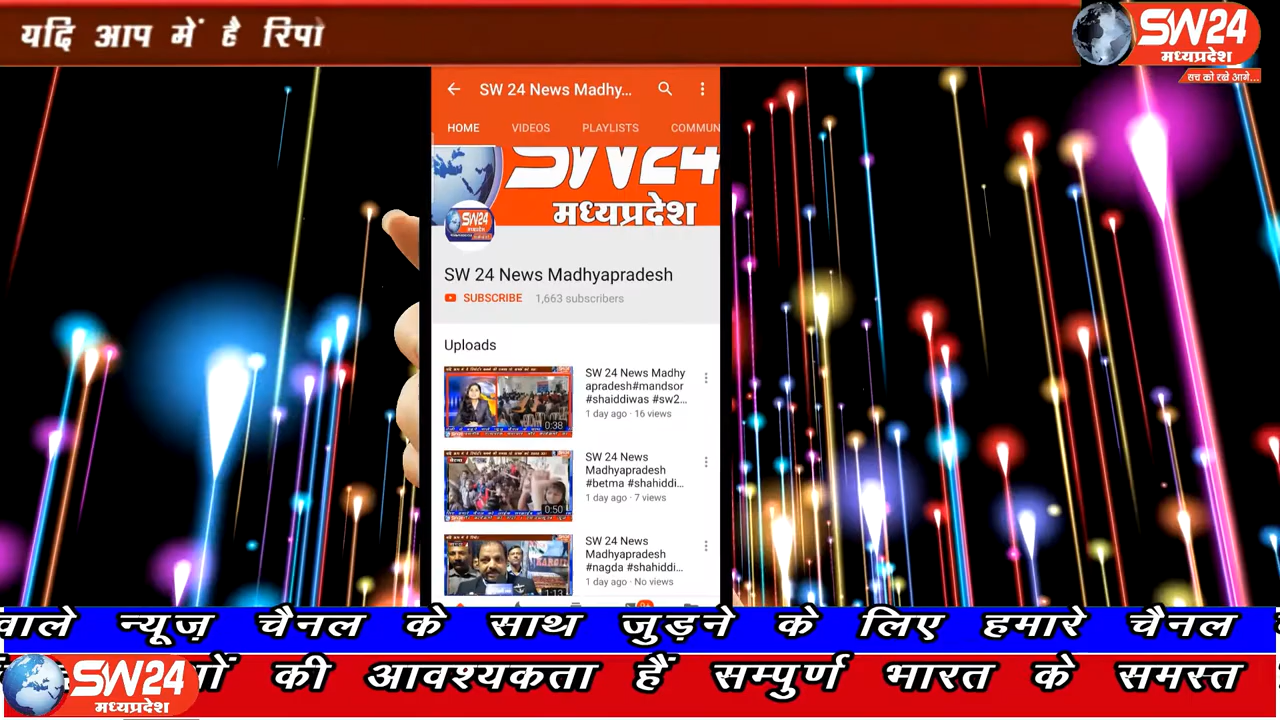 यदि आप में है रिपो
SW24
मध्यप्रदेश
सच को रखे आगे...
SW 24 News Madhy...
HOME VIDEOS PLAYLISTS COMMUN
SW24
मध्यप्रदेश
SW24
SW 24 News Madhyapradesh
SUBSCRIBE 1,663 subscribers
Uploads
SW 24 News Madhy
apradesh#mandsor
#shaiddiwas #sw2...
1 day ago · 16 views
0:38
SW 24 News
Madhyapradesh
#betma #shahiddi...
1 day ago · 7 views
0:50
SW 24 News
Madhyapradesh
#nagda #shahiddi...
1 day ago · No views
1:13
वाले न्यूज़ चैनल के साथ जुड़ने के लिए हमारे चैनल
की आवश्यकता हैं सम्पुर्ण भारत के समस्त
SW24
मध्यप्रदेश